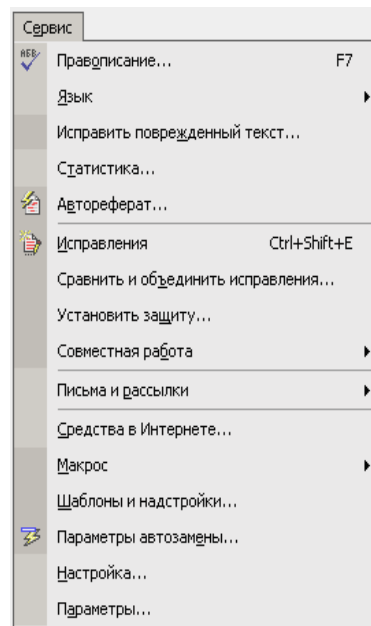 Сервис
Правописание... F7
Язык
Исправить поврежденный текст...
Статистика...
Автореферат...
Исправления Ctrl+Shift+E
Сравнить и объединить исправления...
Установить защиту...
Совместная работа
Письма и рассылки
Средства в Интернете...
Макрос
Шаблоны и надстройки...
Параметры автозамены...
Настройка...
Параметры...